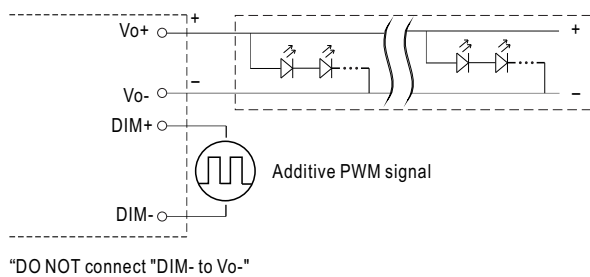 Vo+ + +
Vo- − −
DIM+
Additive PWM signal
DIM-
“DO NOT connect "DIM- to Vo-"